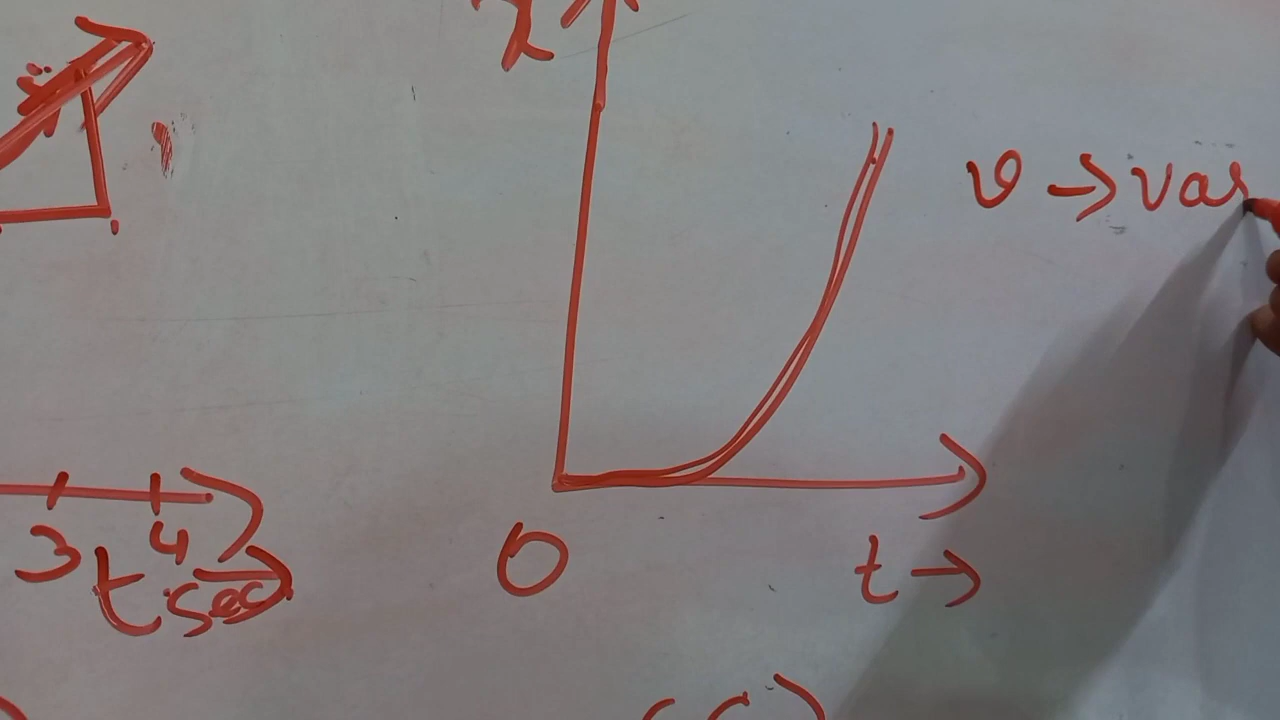 x
v → var
0
t →
3 4
t sec